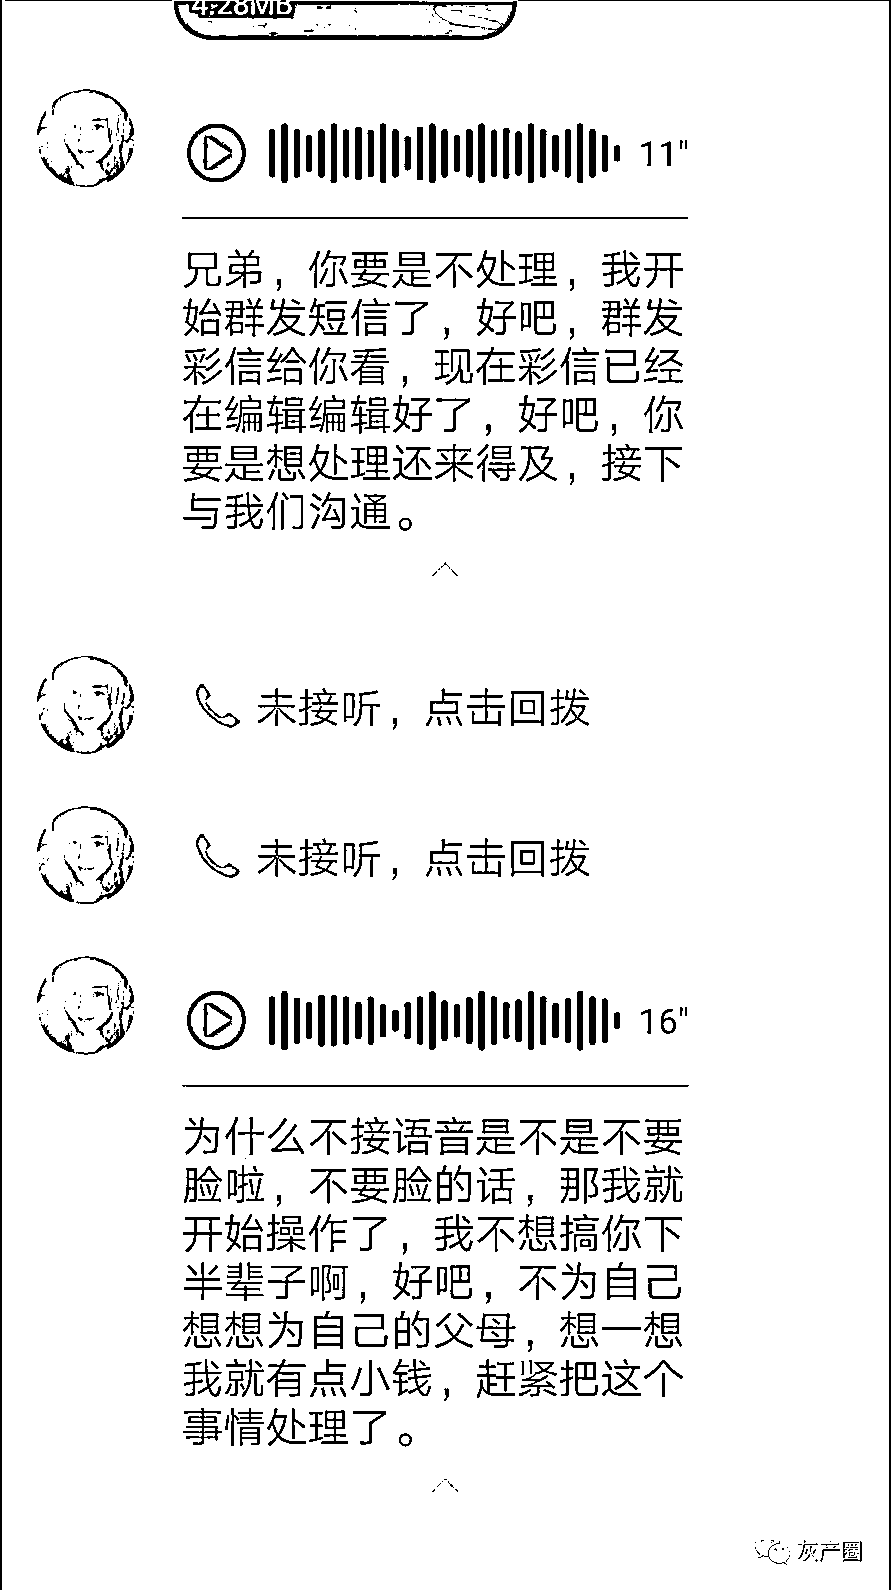 4.28MB
11"
兄弟，你要是不处理，我开
始群发短信了，好吧，群发
彩信给你看，现在彩信已经
在编辑编辑好了，好吧，你
要是想处理还来得及，接下
与我们沟通。
未接听，点击回拨
未接听，点击回拨
16"
为什么不接语音是不是不要
脸啦，不要脸的话，那我就
开始操作了，我不想搞你下
半辈子啊，好吧，不为自己
想想为自己的父母，想一想
我就有点小钱，赶紧把这个
事情处理了。
灰产圈